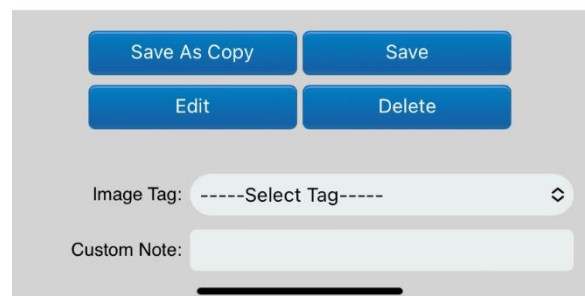 Save As Copy Save
Edit Delete
Image Tag: -----Select Tag-----
Custom Note: